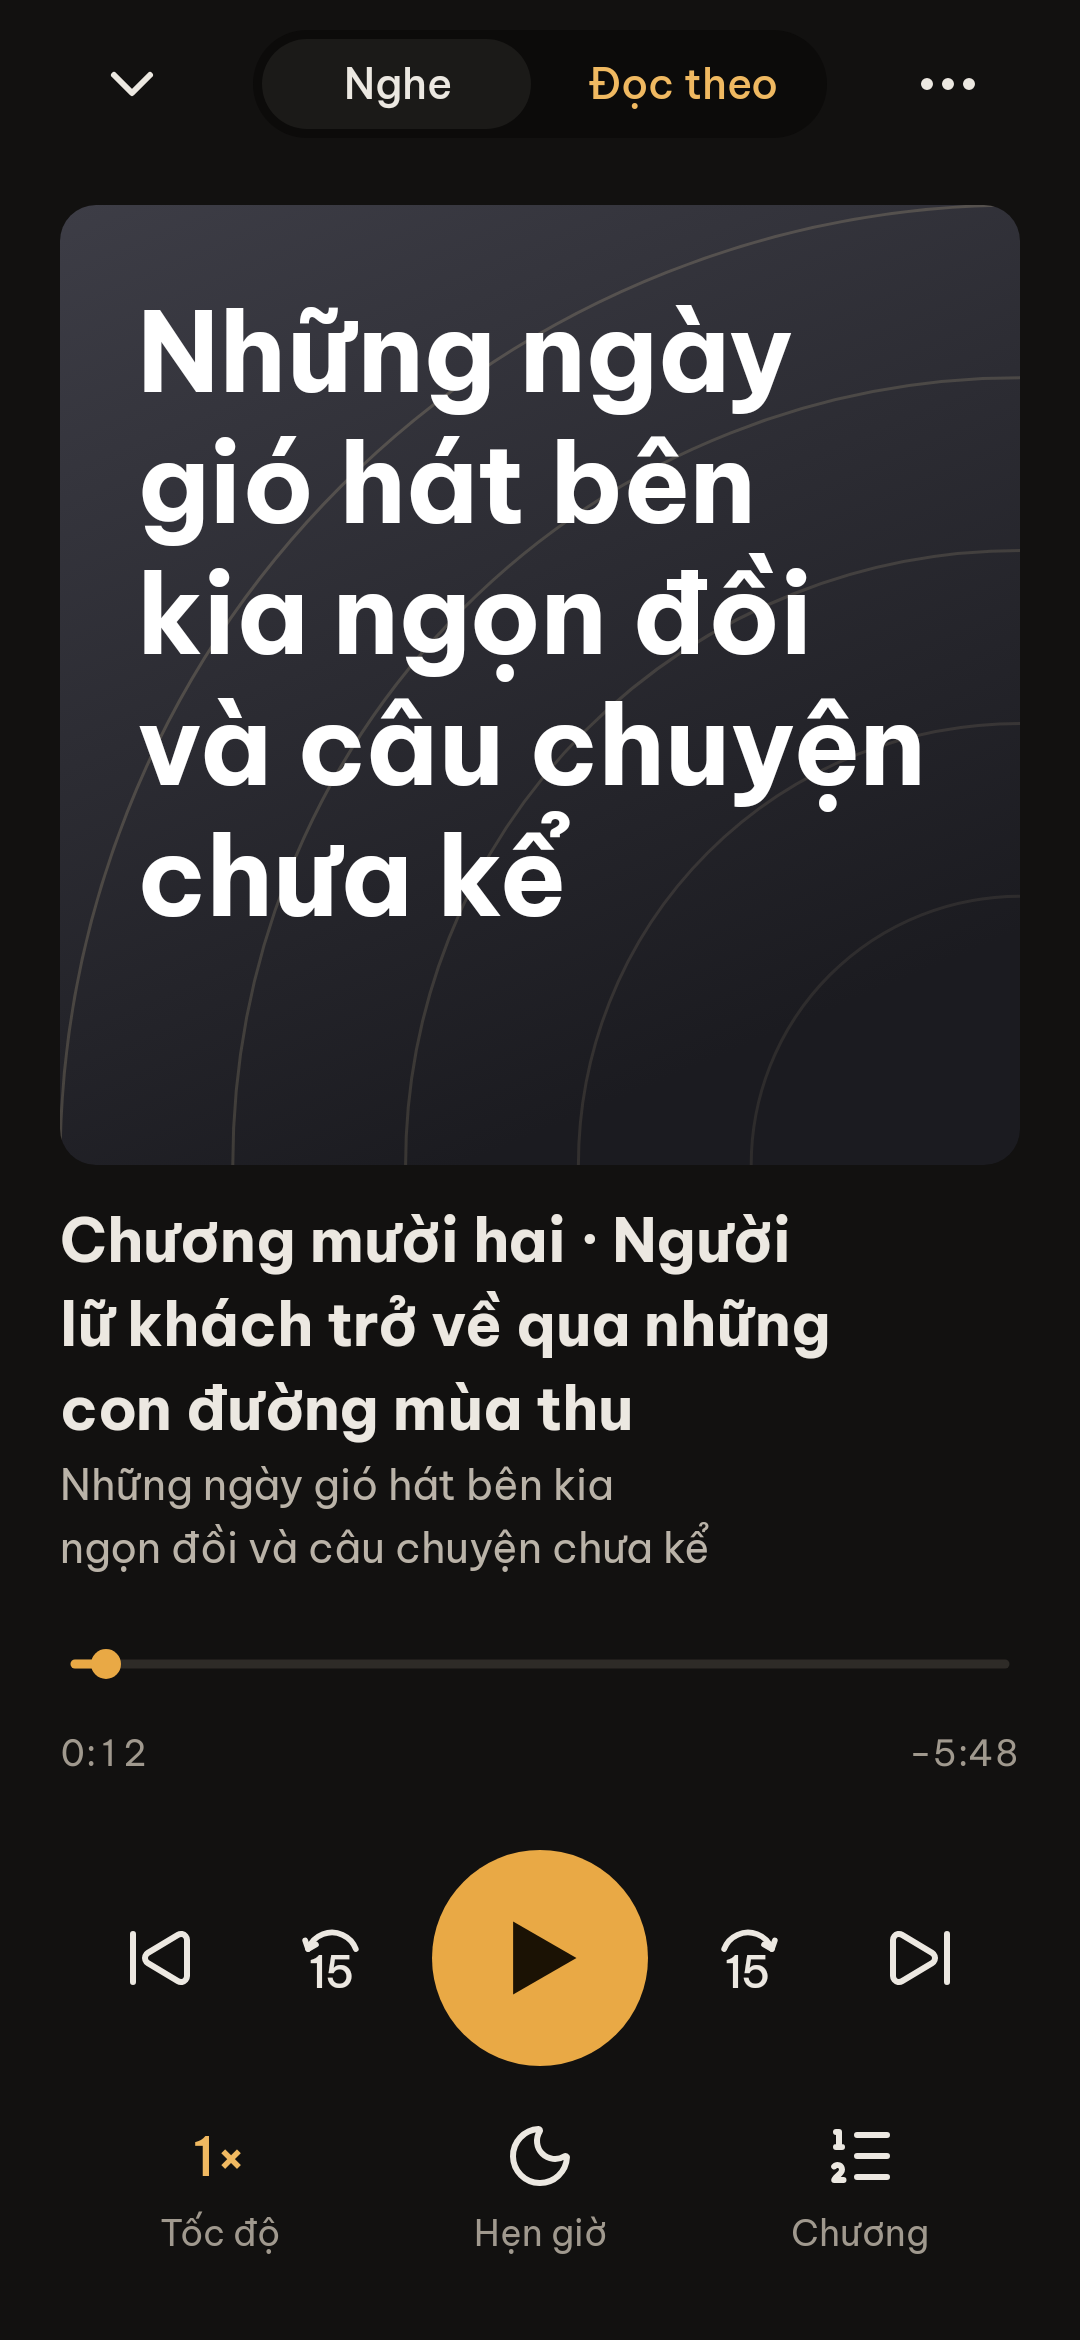 Nghe
Đọc theo
Những ngày
gió hát bên
kia ngọn đồi
và câu chuyện
chưa kể
Chương mười hai · Người
lữ khách trở về qua những
con đường mùa thu
Những ngày gió hát bên kia
ngọn đồi và câu chuyện chưa kể
0:12
−5:48
15
15
1×
Tốc độ
Hẹn giờ
Chương